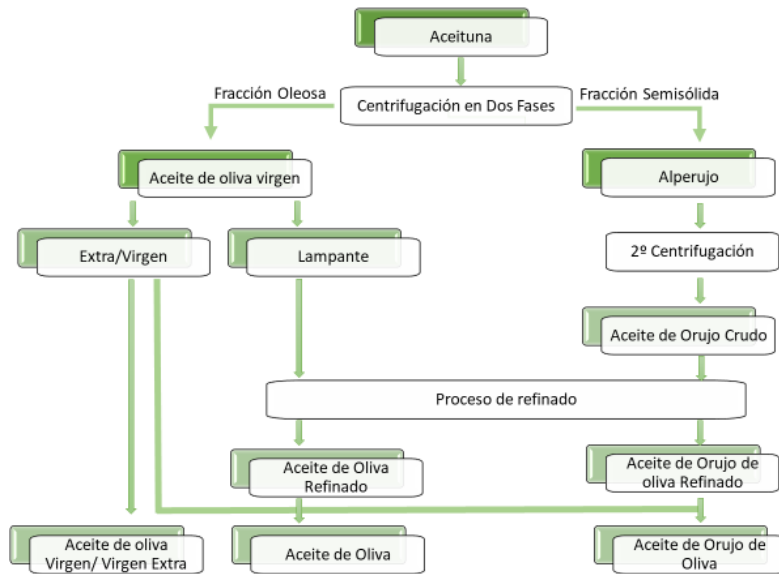 Aceituna
Fracción Oleosa
Fracción Semisólida
Centrifugación en Dos Fases
Aceite de oliva virgen
Alperujo
Extra/Virgen
Lampante
2º Centrifugación
Aceite de Orujo Crudo
Proceso de refinado
Aceite de Oliva
Refinado
Aceite de Orujo de
oliva Refinado
Aceite de oliva
Virgen/ Virgen Extra
Aceite de Oliva
Aceite de Orujo de
Oliva